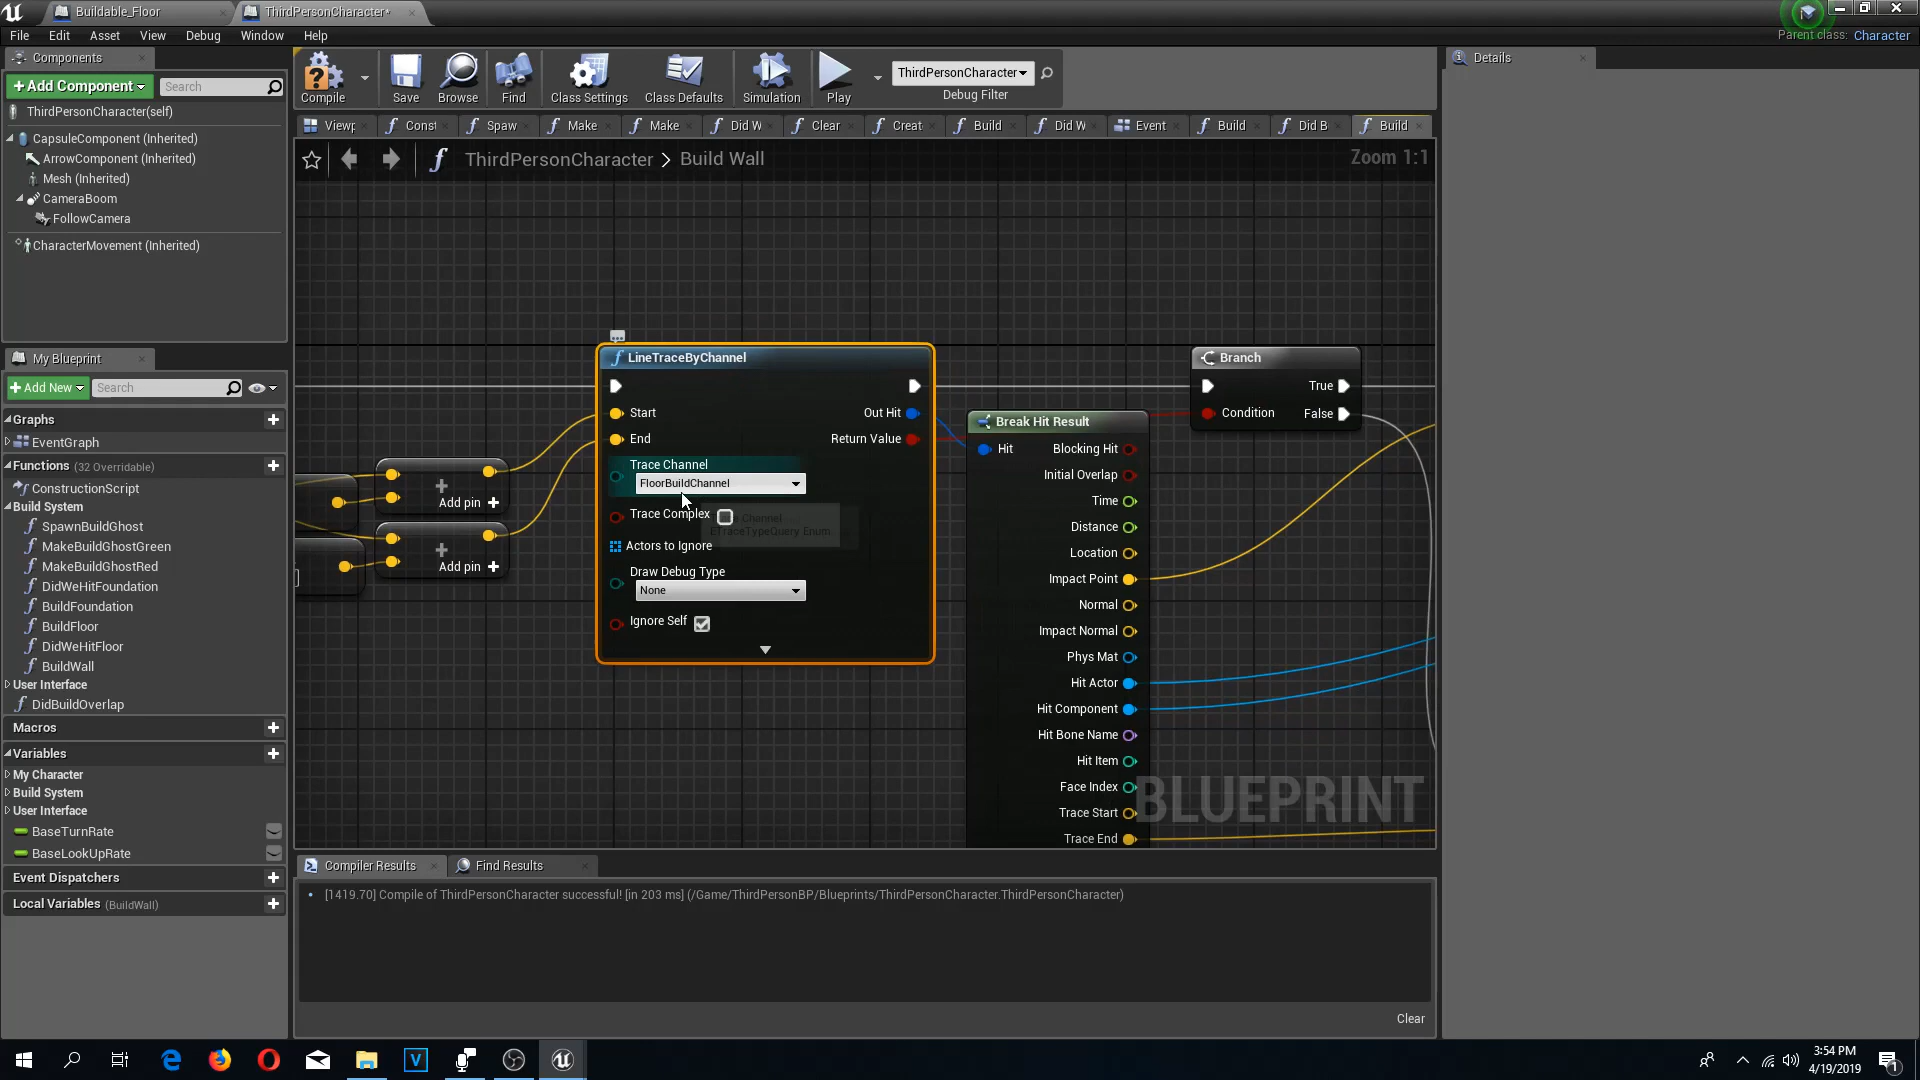 Buildable_Floor
ThirdPersonCharacter*
File Edit Asset View Debug Window Help
Parent class: Character
Components
+ Add Component
Search
ThirdPersonCharacter(self)
CapsuleComponent (Inherited)
ArrowComponent (Inherited)
Mesh (Inherited)
CameraBoom
FollowCamera
CharacterMovement (Inherited)
Compile
Save
Browse
Find
Class Settings
Class Defaults
Simulation
Play
ThirdPersonCharacter
Debug Filter
Viewp
Const
Spaw
Make
Make
Did W
Clear
Creat
Build
Did W
Event
Build
Did B
Build
ThirdPersonCharacter > Build Wall
Zoom 1:1
Details
My Blueprint
+ Add New
Search
Graphs
EventGraph
Functions (32 Overridable)
ConstructionScript
Build System
SpawnBuildGhost
MakeBuildGhostGreen
MakeBuildGhostRed
DidWeHitFoundation
BuildFoundation
BuildFloor
DidWeHitFloor
BuildWall
User Interface
DidBuildOverlap
Macros
Variables
My Character
Build System
User Interface
BaseTurnRate
BaseLookUpRate
Event Dispatchers
Local Variables (BuildWall)
Add pin +
Add pin +
LineTraceByChannel
Start
Out Hit
End
Return Value
Trace Channel
FloorBuildChannel
Trace Complex
ETraceTypeQuery Enum
Actors to Ignore
Draw Debug Type
None
Ignore Self
Break Hit Result
Hit
Blocking Hit
Initial Overlap
Time
Distance
Location
Impact Point
Normal
Impact Normal
Phys Mat
Hit Actor
Hit Component
Hit Bone Name
Hit Item
Face Index
Trace Start
Trace End
Branch
True
Condition
False
BLUEPRINT
Compiler Results
Find Results
[1419.70] Compile of ThirdPersonCharacter successful! [in 203 ms] (/Game/ThirdPersonBP/Blueprints/ThirdPersonCharacter.ThirdPersonCharacter)
Clear
3:54 PM
4/19/2019
1